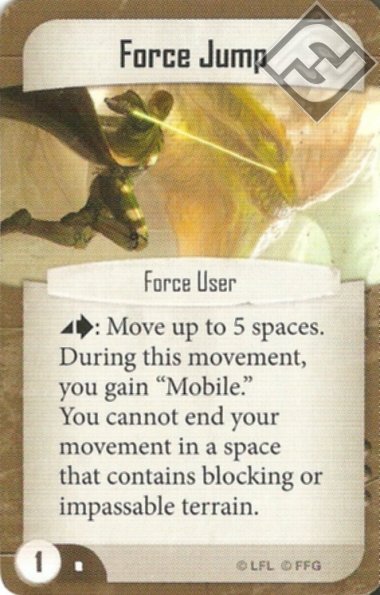 Force Jump
Force User
: Move up to 5 spaces.
During this movement,
you gain “Mobile.”
You cannot end your
movement in a space
that contains blocking or
impassable terrain.
1
© LFL © FFG